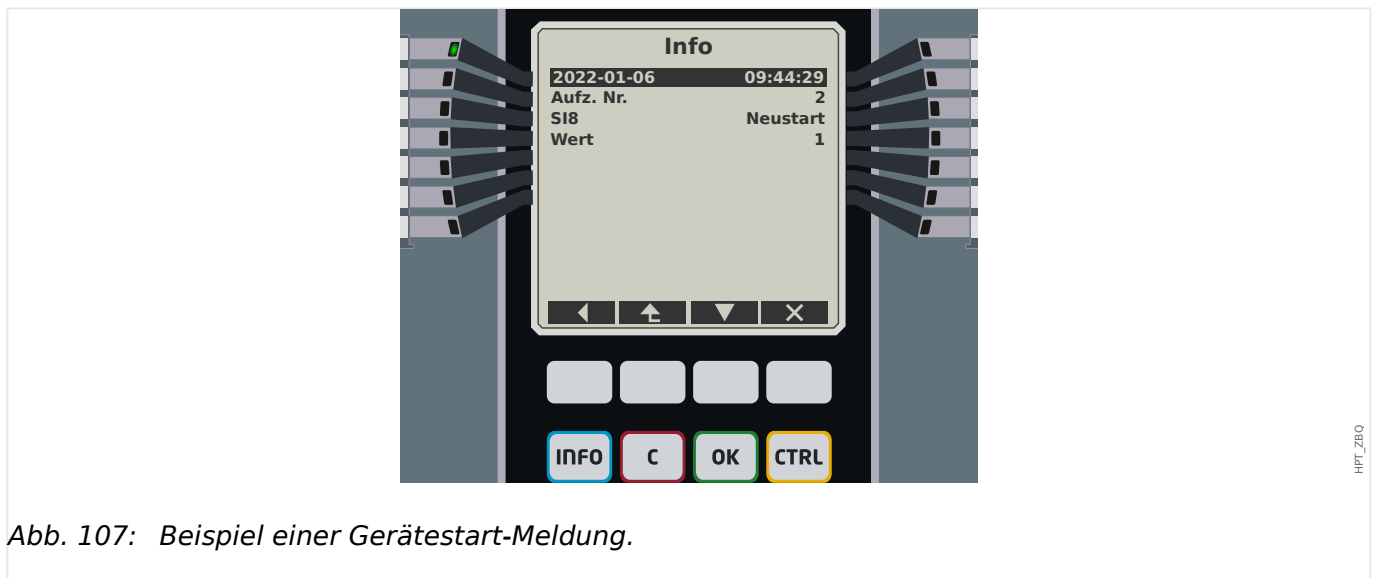 Info
2022-01-06 09:44:29
Aufz. Nr. 2
SI8 Neustart
Wert 1
INFO C OK CTRL
HPT_ZBQ
Abb. 107: Beispiel einer Gerätestart-Meldung.